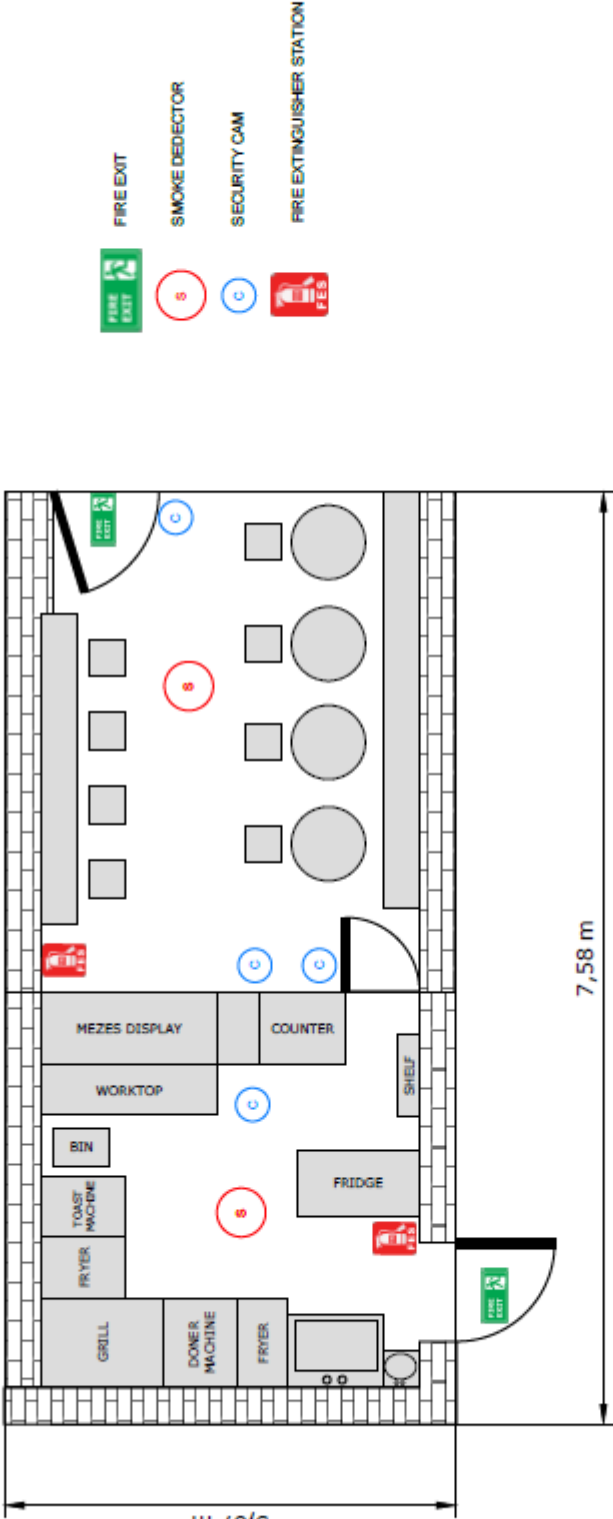 FIRE EXIT
SMOKE DEDECTOR
SECURITY CAM
FIRE EXTINGUISHER STATION
FIRE
EXIT
S
C
FES
FIRE
EXIT
C
S
FES
C
C
MEZES DISPLAY
COUNTER
WORKTOP
SHELF
C
BIN
TOAST
MACHINE
FRIDGE
S
FRYER
FES
GRILL
DONER
MACHINE
FRYER
FIRE
EXIT
7,58 m